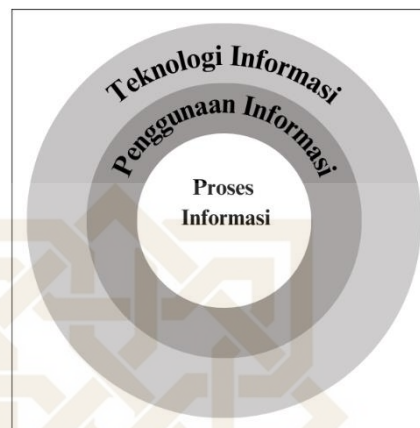 Teknologi Informasi
Penggunaan Informasi
Proses
Informasi